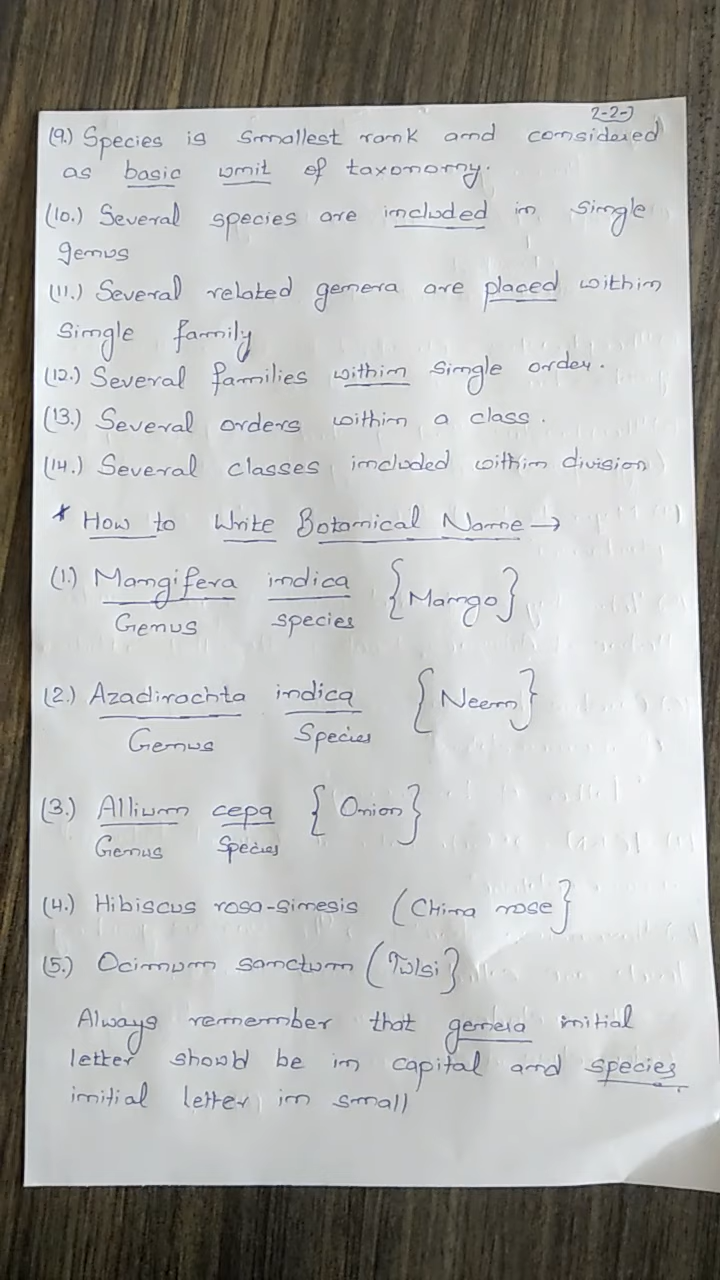 2-2-3
(9.) Species is smallest rank and considered
as basic unit of taxonomy.
(10.) Several species are included in single
genus
(11.) Several related genera are placed within
single family
(12.) Several families within single order.
(13.) Several orders within a class.
(14.) Several classes included within division
* How to Write Botanical Name →
(1.) Mangifera indica {Mango}
Genus species
(2.) Azadirachta indica {Neem}
Genus Species
(3.) Allium cepa {Onion}
Genus Species
(4.) Hibiscus rosa-sinesis (China rose}
(5.) Ocimum sanctum (Tulsi}
Always remember that genera initial
letter should be in capital and species
initial letter in small